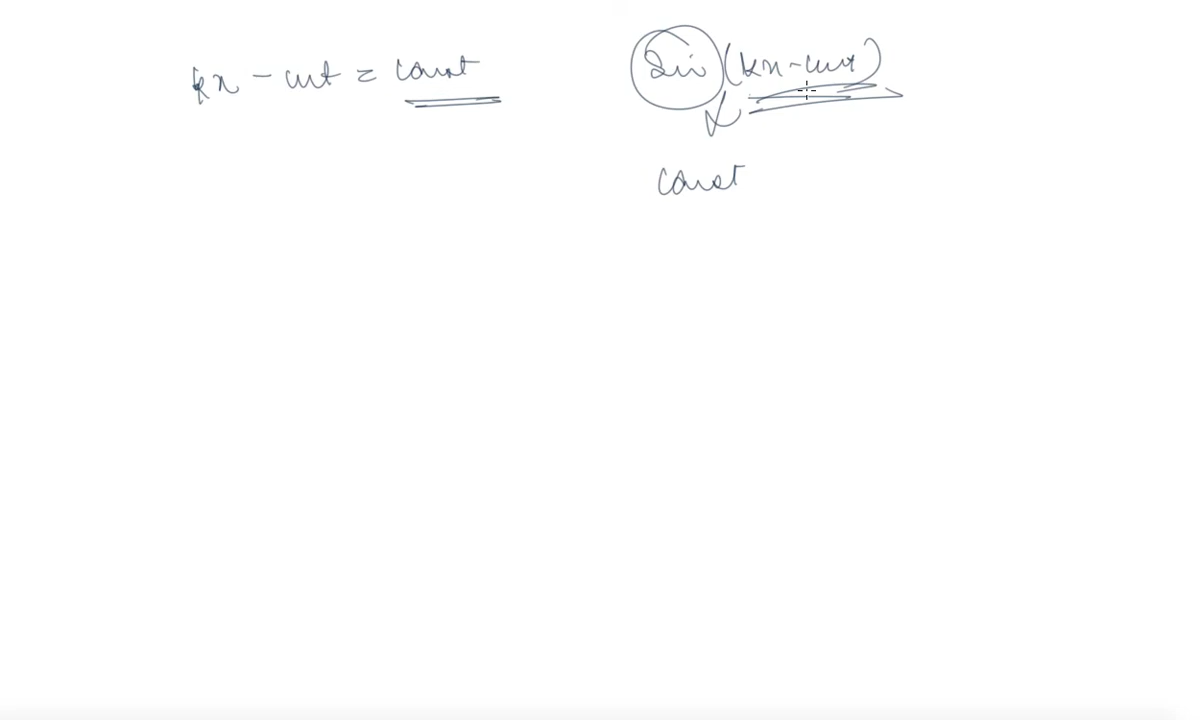 kx - ωt = const
Sin (kx - ωt)
const